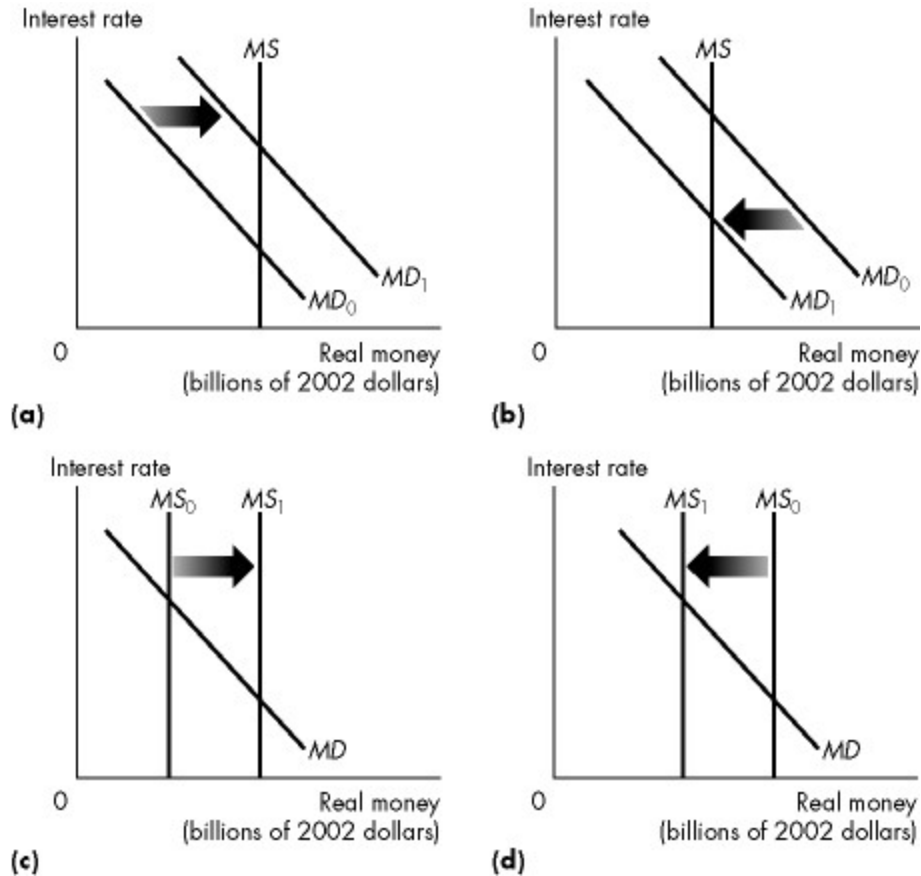 Interest rate
MS
MD₁
MD₀
0
Real money
(billions of 2002 dollars)
(a)
Interest rate
MS
MD₀
MD₁
0
Real money
(billions of 2002 dollars)
(b)
Interest rate
MS₀
MS₁
MD
0
Real money
(billions of 2002 dollars)
(c)
Interest rate
MS₁
MS₀
MD
0
Real money
(billions of 2002 dollars)
(d)